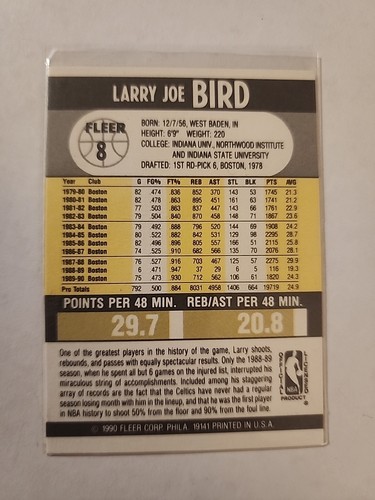 LARRY JOE BIRD
FLEER
8
BORN: 12/7/56, WEST BADEN, IN
HEIGHT: 6'9" WEIGHT: 220
COLLEGE: INDIANA UNIV., NORTHWOOD INSTITUTE
AND INDIANA STATE UNIVERSITY
DRAFTED: 1ST RD-PICK 6, BOSTON, 1978
Year Club G FG% FT% REB AST STL BLK PTS AVG
1979-80 Boston 82 .474 .836 852 370 143 53 1745 21.3
1980-81 Boston 82 .478 .863 895 451 161 63 1741 21.2
1981-82 Boston 77 .503 .863 837 447 143 66 1761 22.9
1982-83 Boston 79 .504 .840 870 458 148 71 1867 23.6
1983-84 Boston 79 .492 .888 796 520 144 69 1908 24.2
1984-85 Boston 80 .522 .882 842 531 129 98 2295 28.7
1985-86 Boston 82 .496 .896 805 557 166 51 2115 25.8
1986-87 Boston 74 .525 .910 682 566 135 70 2076 28.1
1987-88 Boston 76 .527 .916 703 467 125 57 2275 29.9
1988-89 Boston 6 .471 .947 37 29 6 5 116 19.3
1989-90 Boston 75 .473 .930 712 562 106 61 1820 24.3
Pro Totals 792 .500 .884 8031 4958 1406 664 19719 24.9
POINTS PER 48 MIN. REB/AST PER 48 MIN.
29.7 20.8
One of the greatest players in the history of the game, Larry shoots,
rebounds, and passes with equally spectacular results. Only the 1988-89
season, when he spent all but 6 games on the injured list, interrupted his
miraculous string of accomplishments. Included among his staggering
array of records are the fact that the Celtics have never had a regular
season losing month with him in the lineup, and that he was the first player
in NBA history to shoot 50% from the floor and 90% from the foul line.
NBA
PRODUCT
© 1990 FLEER CORP. PHILA. 19141 PRINTED IN U.S.A.